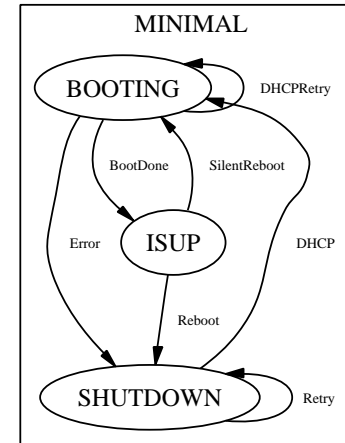 MINIMAL
BOOTING
DHCPRetry
BootDone
SilentReboot
Error
ISUP
DHCP
Reboot
SHUTDOWN
Retry